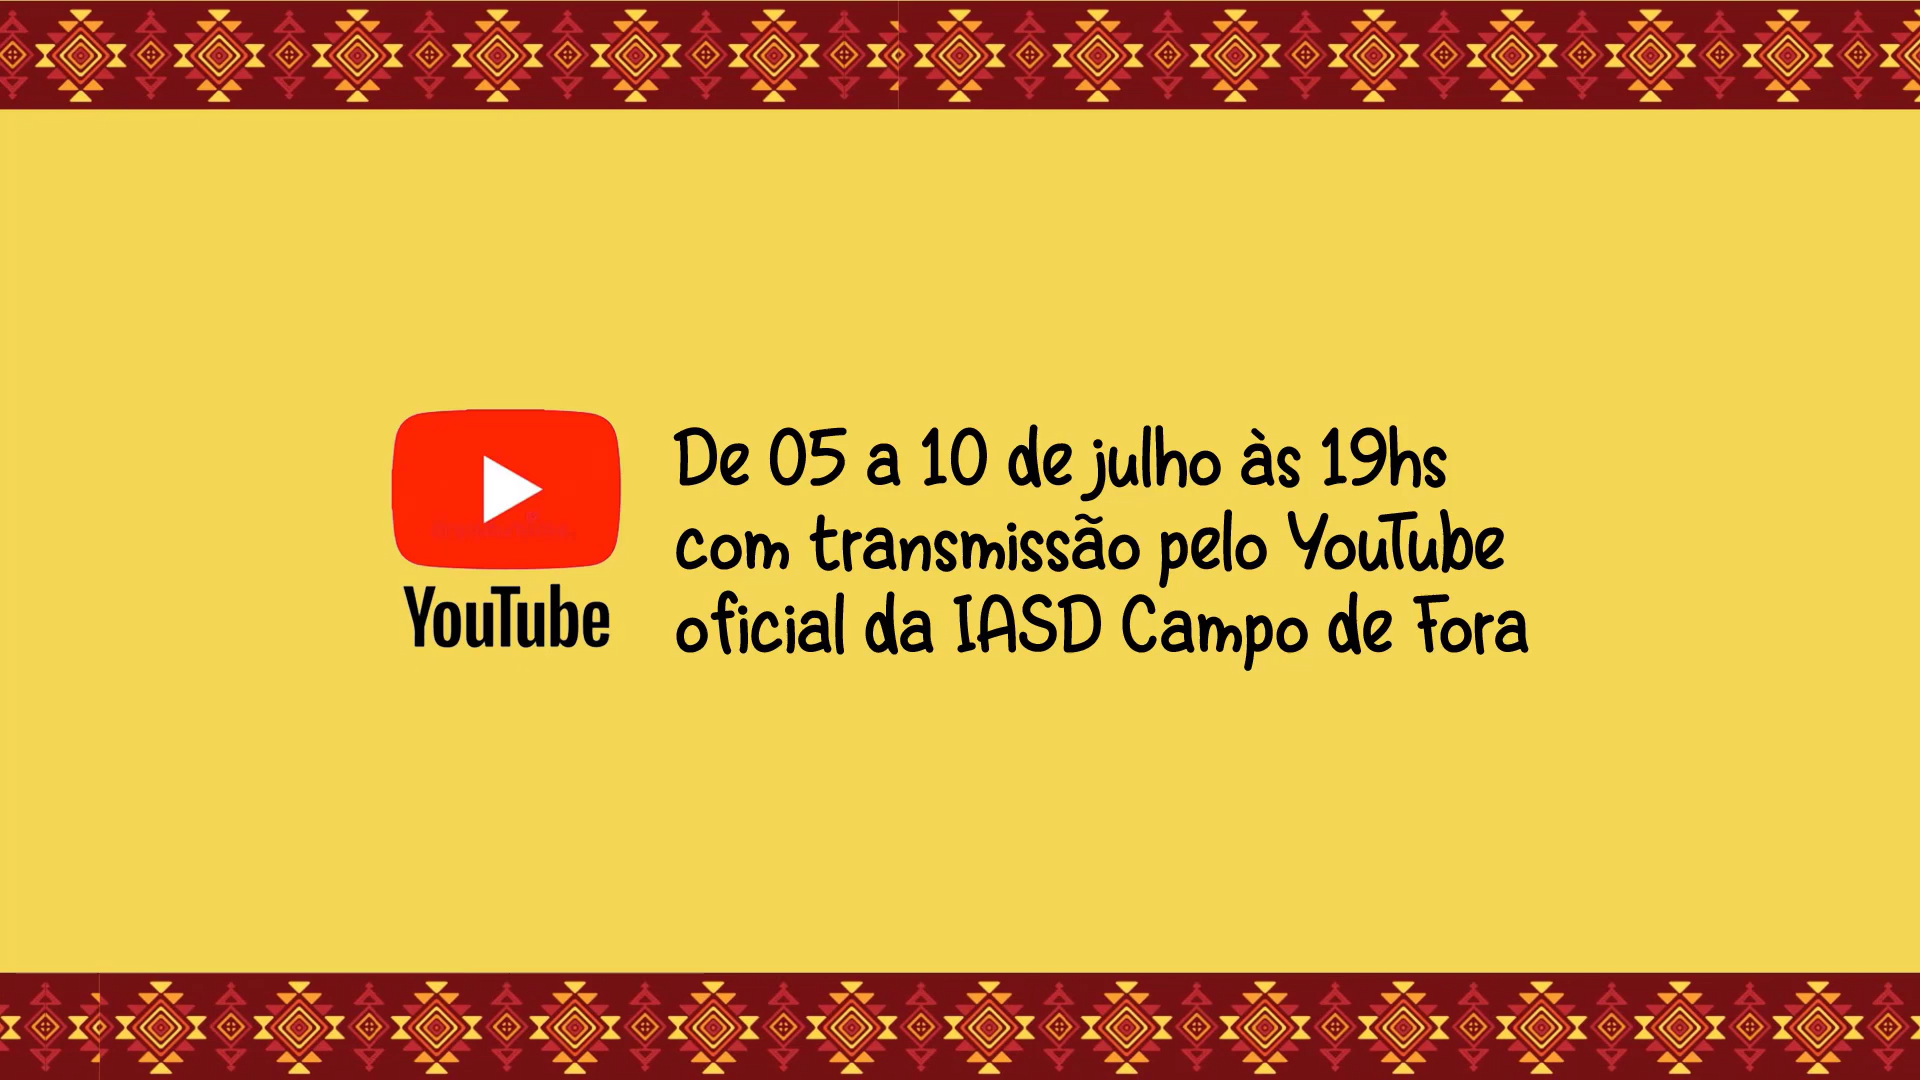 De 05 a 10 de julho às 19hs
com transmissão pelo YouTube
oficial da IASD Campo de Fora
YouTube